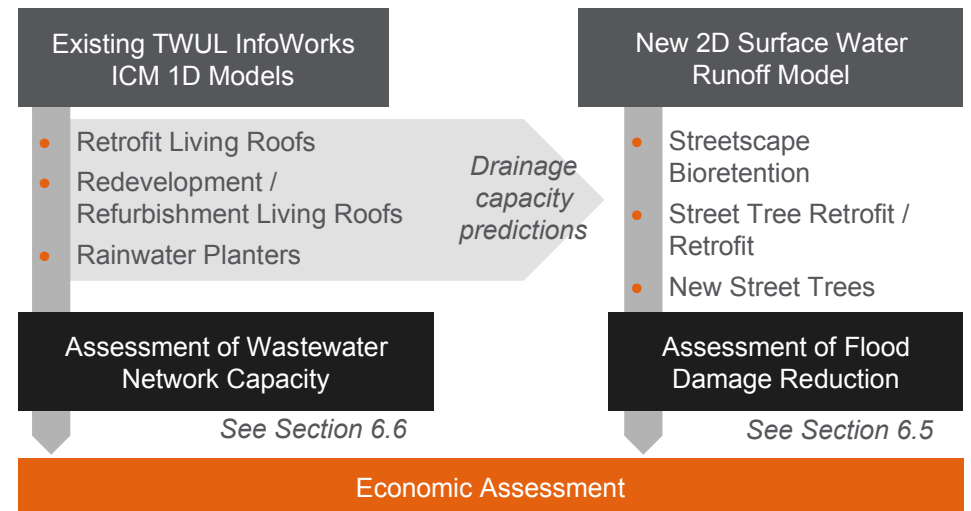 Existing TWUL InfoWorks
ICM 1D Models
Retrofit Living Roofs
Redevelopment /
Refurbishment Living Roofs
Rainwater Planters
Drainage
capacity
predictions
Assessment of Wastewater
Network Capacity
See Section 6.6
New 2D Surface Water
Runoff Model
Streetscape
Bioretention
Street Tree Retrofit /
Retrofit
New Street Trees
Assessment of Flood
Damage Reduction
See Section 6.5
Economic Assessment